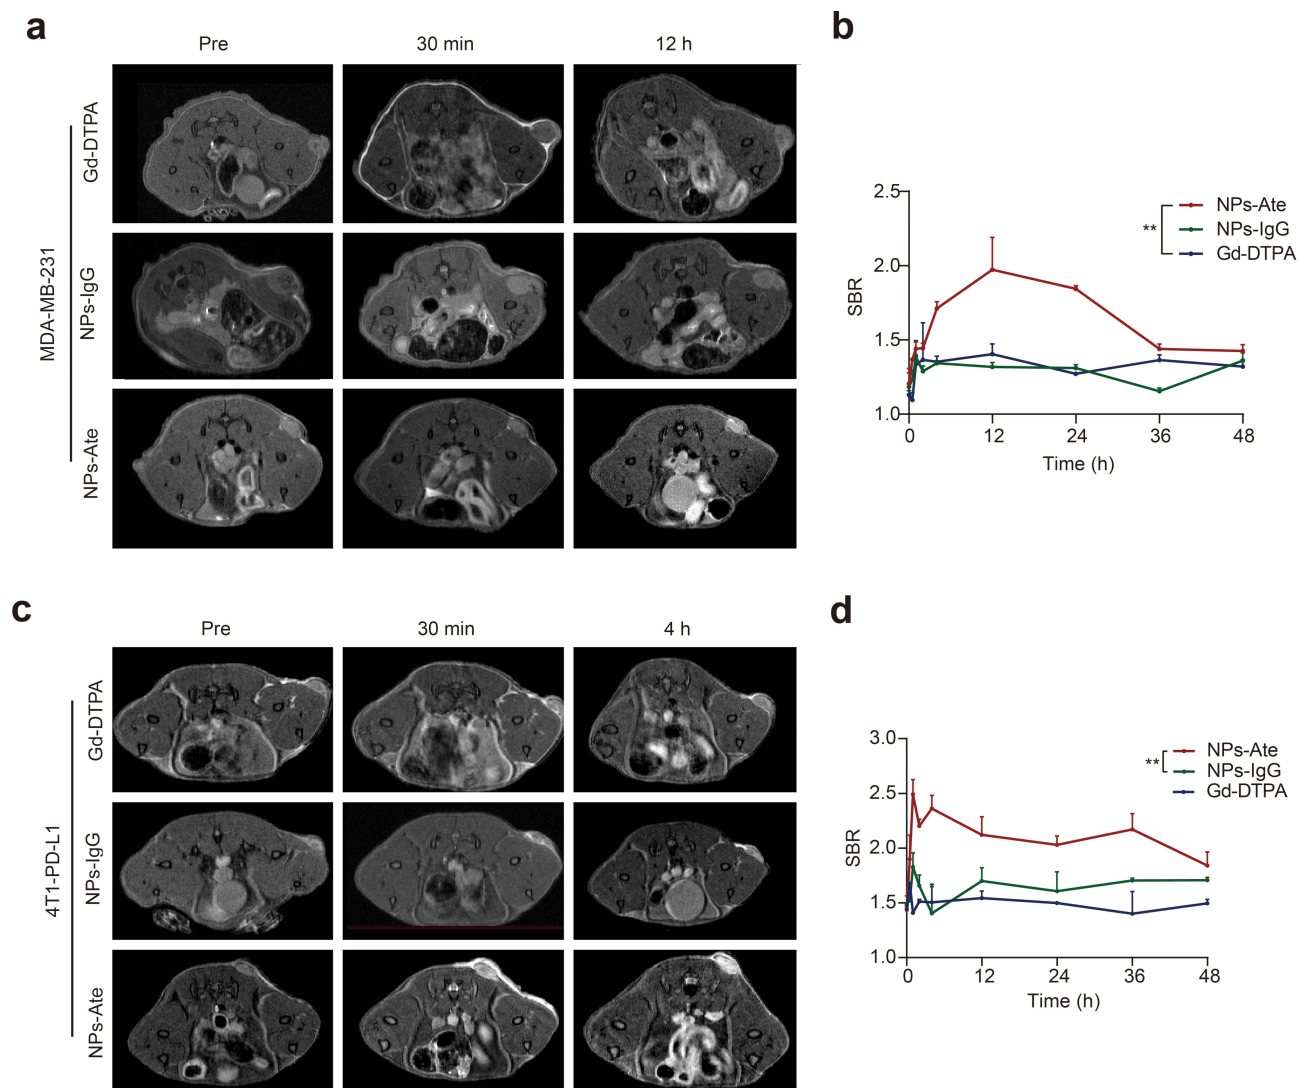 a
Pre
30 min
12 h
MDA-MB-231
Gd-DTPA
NPs-IgG
NPs-Ate
b
SBR
2.5
2.0
1.5
1.0
0
12
24
36
48
Time (h)
**
NPs-Ate
NPs-IgG
Gd-DTPA
c
Pre
30 min
4 h
4T1-PD-L1
Gd-DTPA
NPs-IgG
NPs-Ate
d
SBR
3.0
2.5
2.0
1.5
1.0
0
12
24
36
48
Time (h)
**
NPs-Ate
NPs-IgG
Gd-DTPA